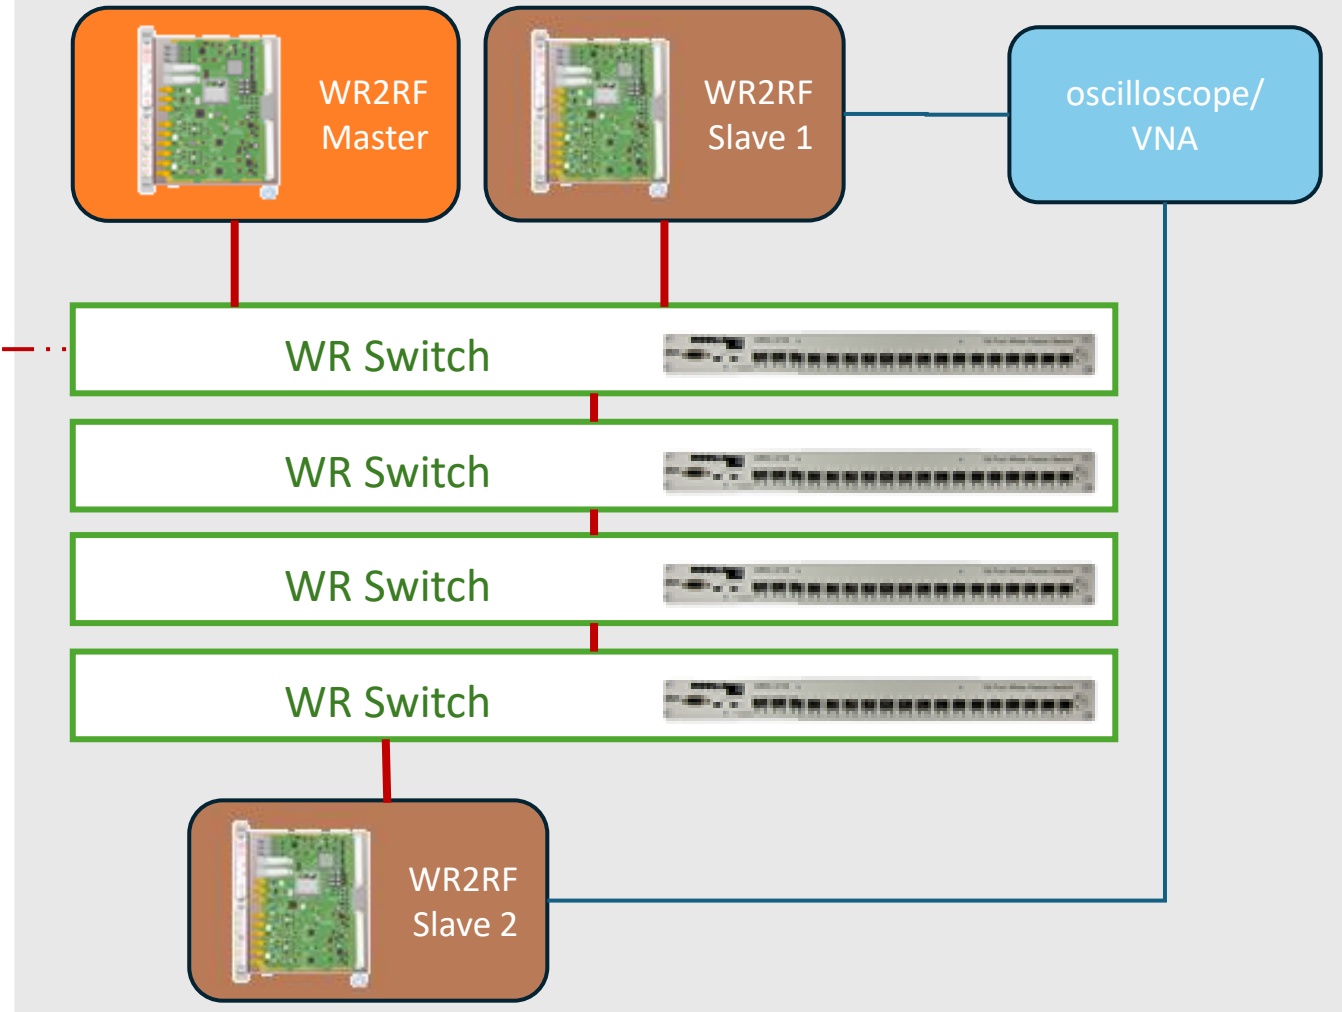 WR2RF
Master
WR2RF
Slave 1
oscilloscope/
VNA
WR Switch
WR Switch
WR Switch
WR Switch
WR2RF
Slave 2